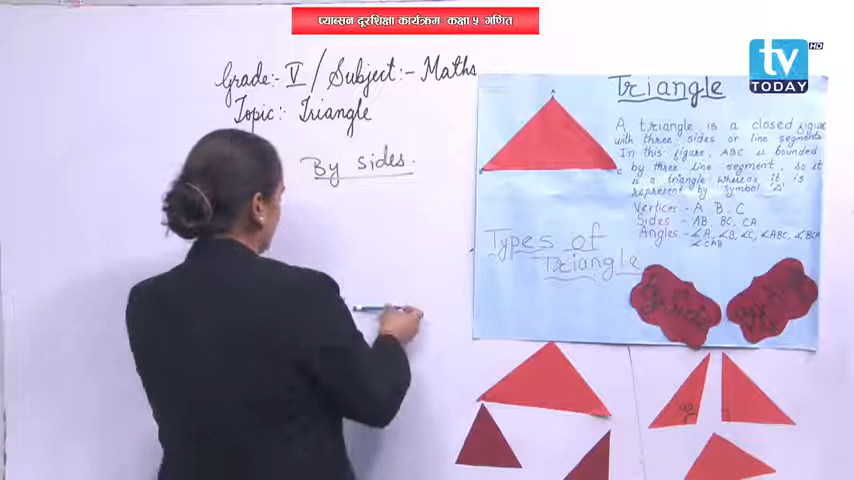 प्याब्सन दूरशिक्षा कार्यक्रम- कक्षा ५ गणित
tv HD
TODAY
Grade:- V / Subject:- Maths
Topic:- Triangle
By sides.
Triangle
A
B
C
A triangle is a closed figure
with three sides or line segments
In this figure, ABC is bounded
by three line segment, so it
is a triangle whereas it is
represent by symbol 'Δ'
Vertices - A B, C
Sides - AB, BC, CA
Angles - ∠A, ∠B, ∠C, ∠ABC, ∠BCA
∠CAB
Types of
Triangle
By
By